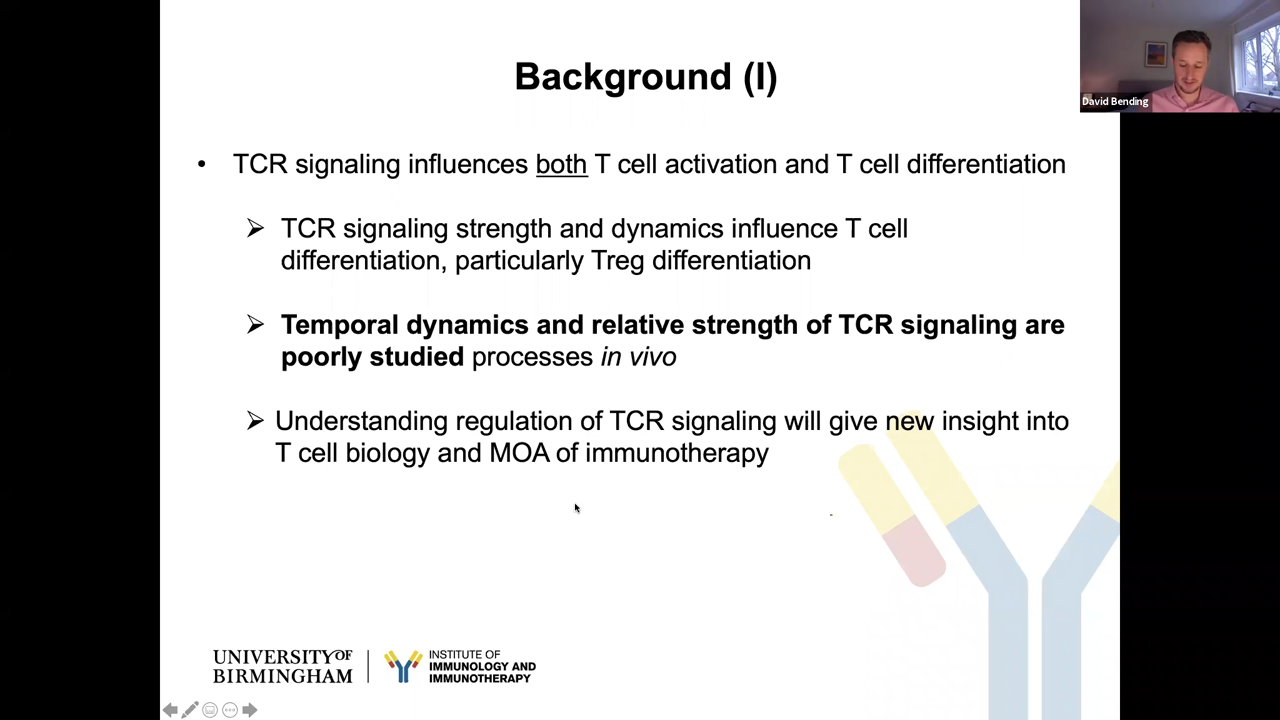 Background (I)
David Bending
• TCR signaling influences both T cell activation and T cell differentiation
➢ TCR signaling strength and dynamics influence T cell
differentiation, particularly Treg differentiation
➢ Temporal dynamics and relative strength of TCR signaling are
poorly studied processes in vivo
➢ Understanding regulation of TCR signaling will give new insight into
T cell biology and MOA of immunotherapy
UNIVERSITY OF
BIRMINGHAM
INSTITUTE OF
IMMUNOLOGY AND
IMMUNOTHERAPY